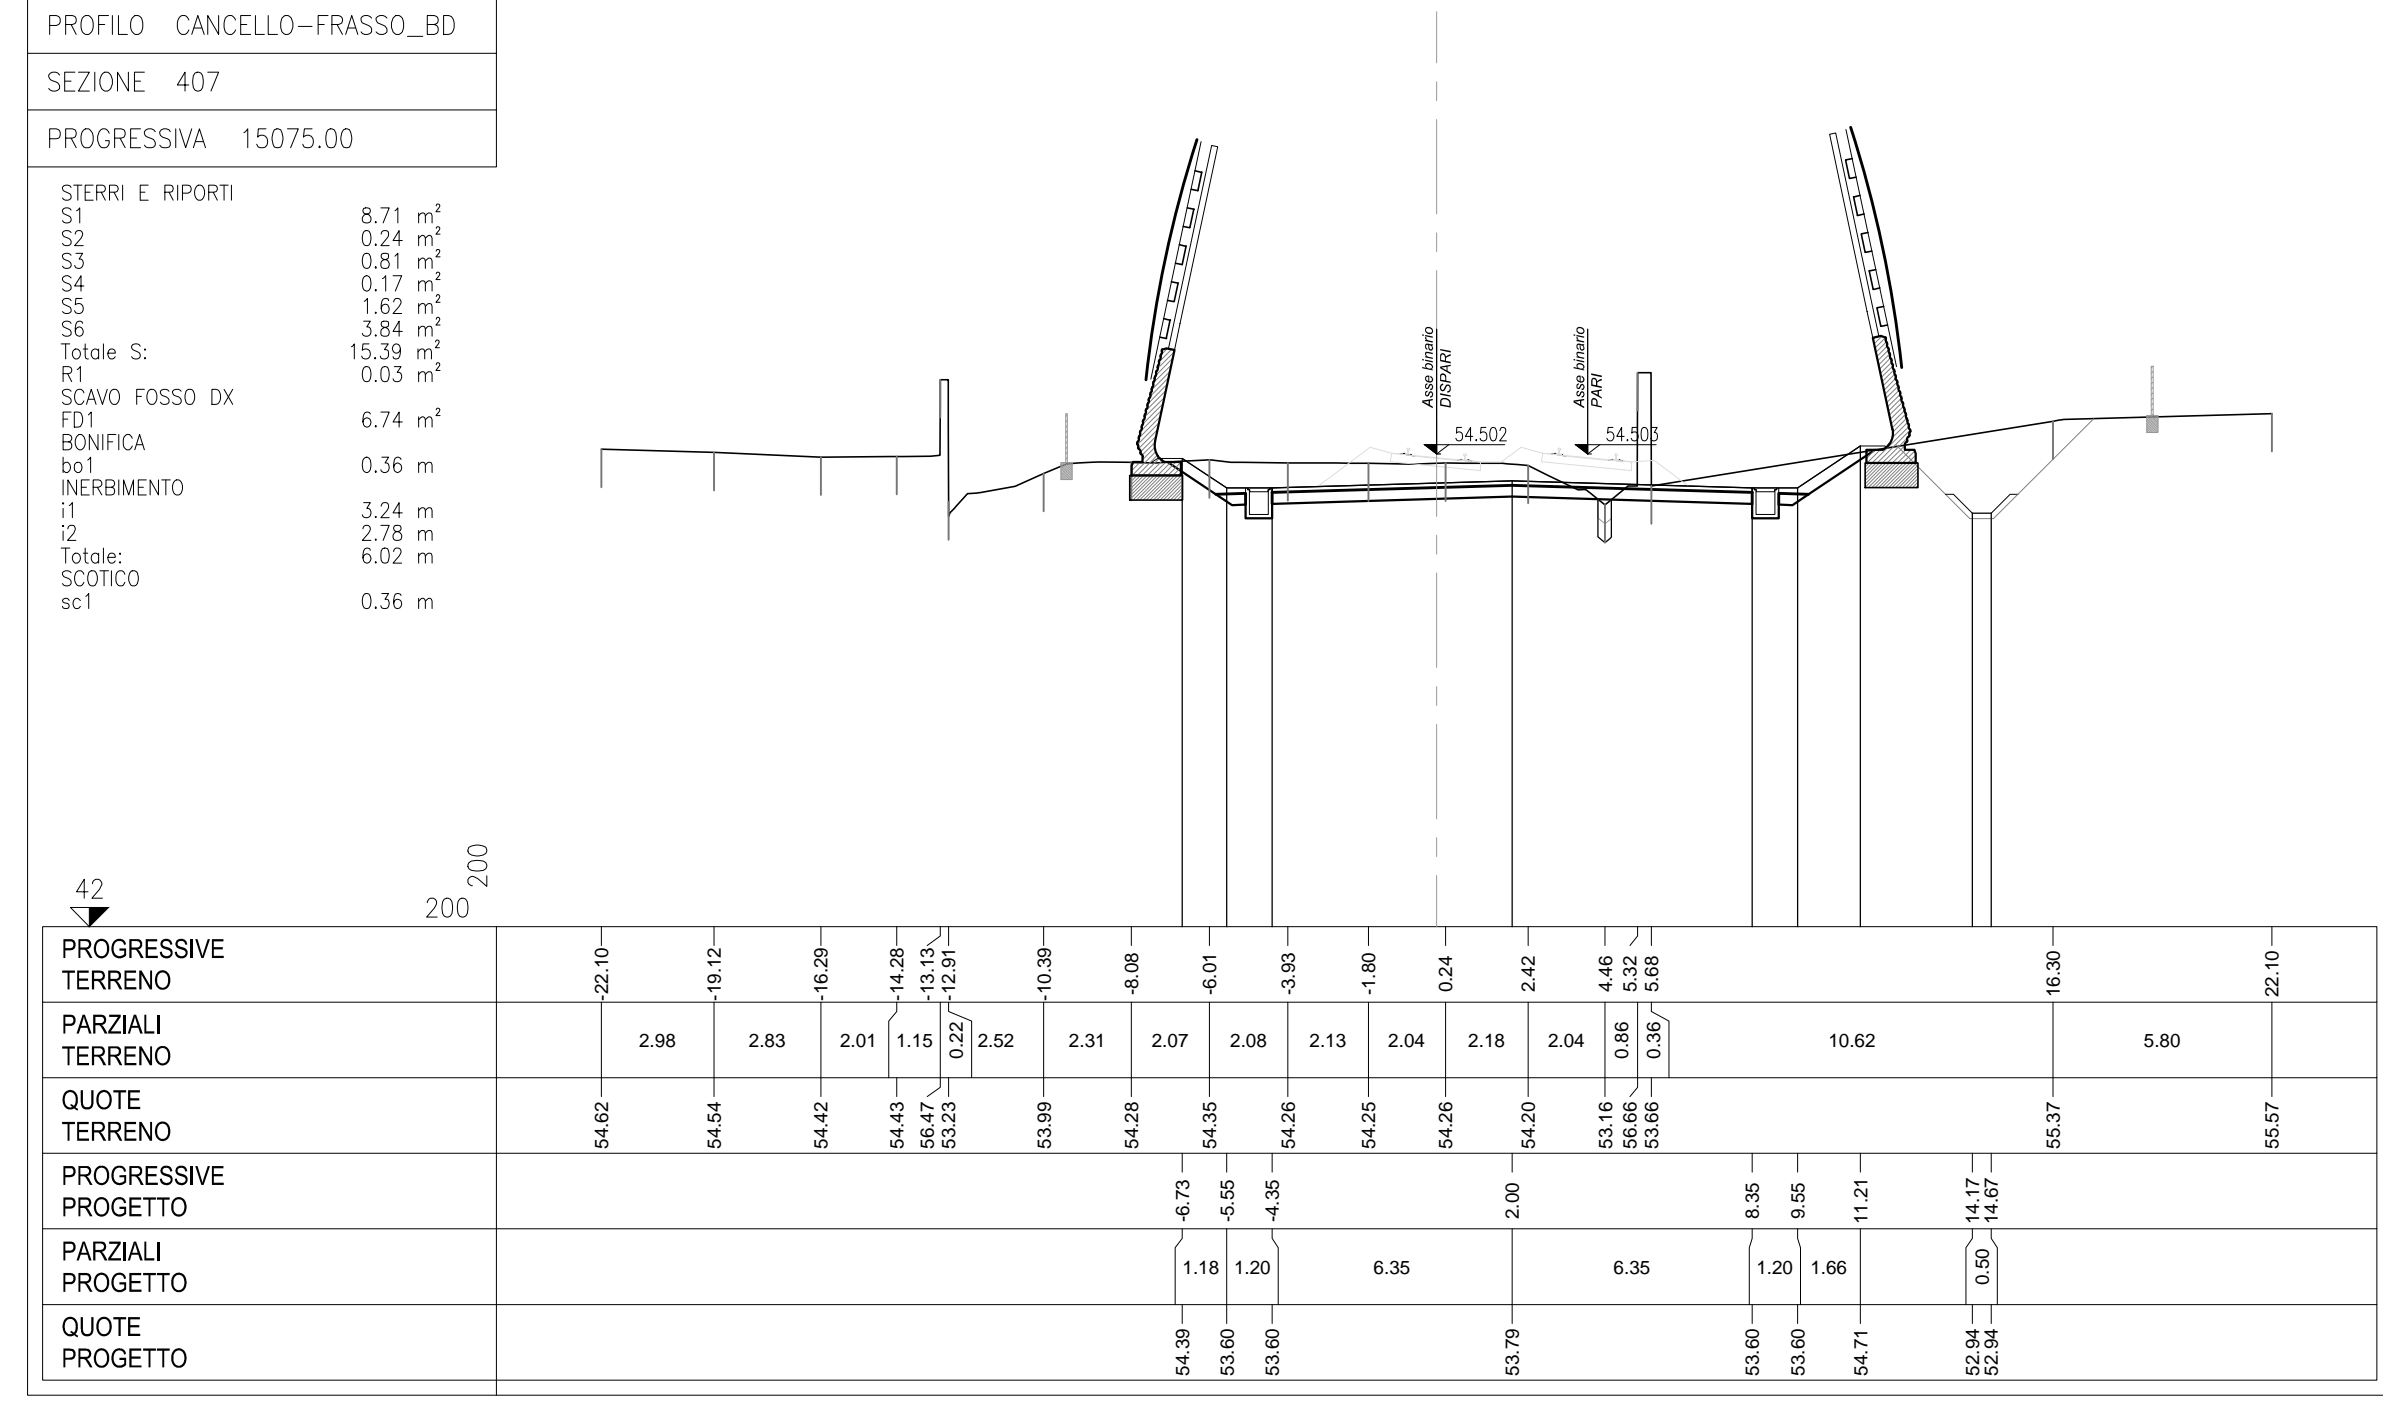 PROFILO CANCELLO-FRASSO_BD
SEZIONE 407
PROGRESSIVA 15075.00
STERRI E RIPORTI
S1 8.71 m²
S2 0.24 m²
S3 0.81 m²
S4 0.17 m²
S5 1.62 m²
S6 3.84 m²
Totale S: 15.39 m²
R1 0.03 m²
SCAVO FOSSO DX
FD1 6.74 m²
BONIFICA
bo1 0.36 m
INERBIMENTO
i1 3.24 m
i2 2.78 m
Totale: 6.02 m
SCOTICO
sc1 0.36 m
Asse binario
DISPARI
54.502
Asse binario
PARI
54.503
42
200
200
PROGRESSIVE
TERRENO
-22.10 -19.12 -16.29 -14.28 -13.13 -12.91 -10.39 -8.08 -6.01 -3.93 -1.80 0.24 2.42 4.46 5.32 5.68 16.30 22.10
PARZIALI
TERRENO
2.98 2.83 2.01 1.15 0.22 2.52 2.31 2.07 2.08 2.13 2.04 2.18 2.04 0.86 0.36 10.62 5.80
QUOTE
TERRENO
54.62 54.54 54.42 54.43 56.47 53.23 53.99 54.28 54.35 54.26 54.25 54.26 54.20 53.16 56.66 53.66 55.37 55.57
PROGRESSIVE
PROGETTO
-6.73 -5.55 -4.35 2.00 8.35 9.55 11.21 14.17 14.67
PARZIALI
PROGETTO
1.18 1.20 6.35 6.35 1.20 1.66 0.50
QUOTE
PROGETTO
54.39 53.60 53.60 53.79 53.60 53.60 54.71 52.94 52.94